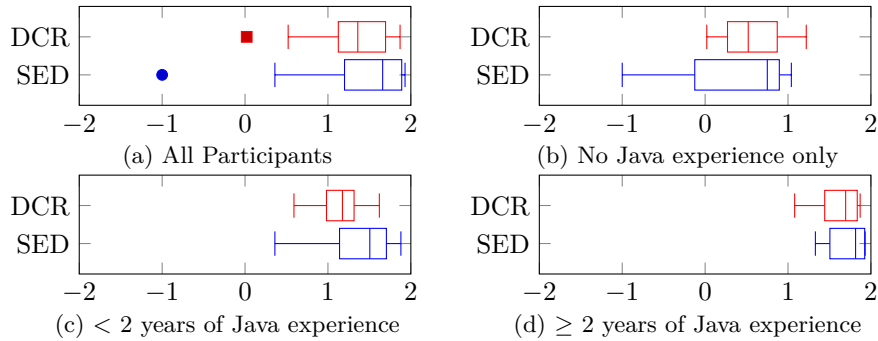 DCR
DCR
SED
SED
−2 −1 0 1 2
−2 −1 0 1 2
(a) All Participants
(b) No Java experience only
DCR
DCR
SED
SED
−2 −1 0 1 2
−2 −1 0 1 2
(c) < 2 years of Java experience
(d) ≥ 2 years of Java experience